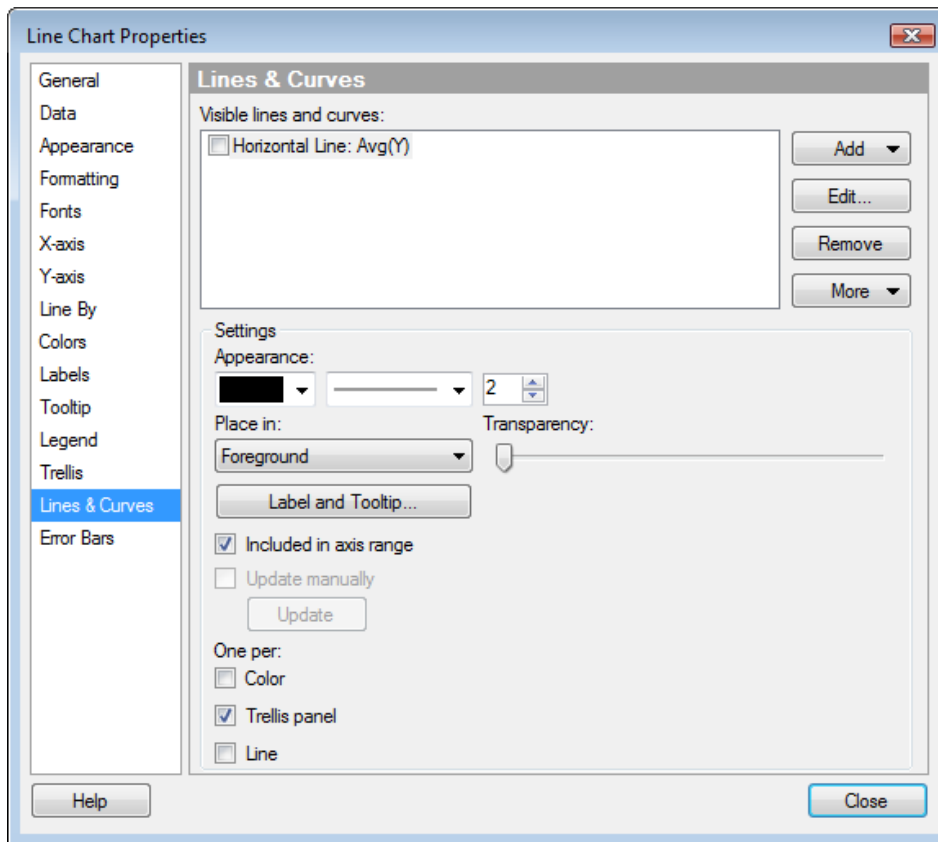 Line Chart Properties
General
Data
Appearance
Formatting
Fonts
X-axis
Y-axis
Line By
Colors
Labels
Tooltip
Legend
Trellis
Lines & Curves
Error Bars
Lines & Curves
Visible lines and curves:
Horizontal Line: Avg(Y)
Add
Edit...
Remove
More
Settings
Appearance:
2
Place in:
Transparency:
Foreground
Label and Tooltip...
Included in axis range
Update manually
Update
One per:
Color
Trellis panel
Line
Help
Close